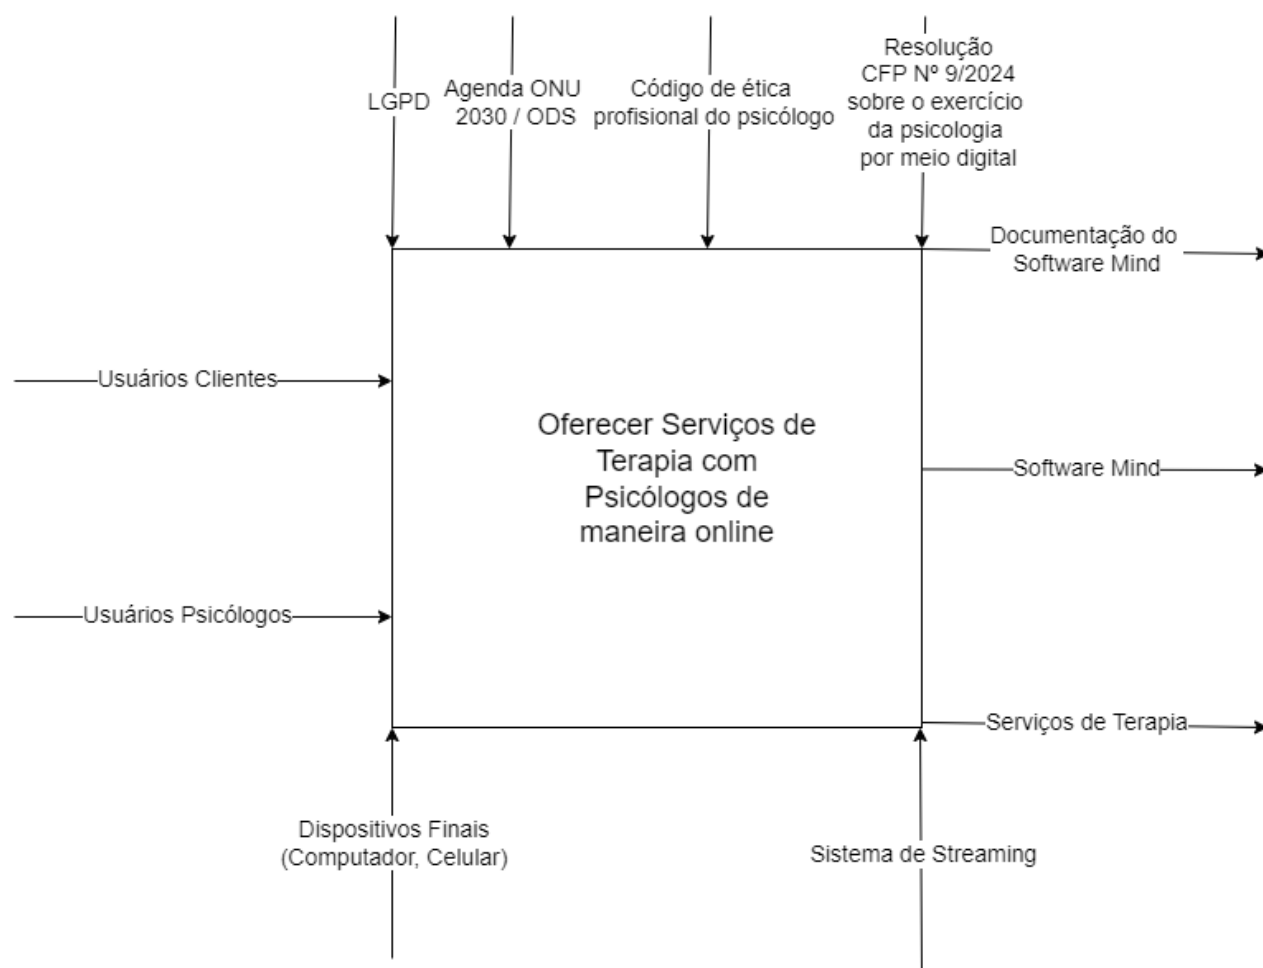 LGPD
Agenda ONU
2030 / ODS
Código de ética
profisional do psicólogo
Resolução
CFP Nº 9/2024
sobre o exercício
da psicologia
por meio digital
Documentação do
Software Mind
Usuários Clientes
Oferecer Serviços de
Terapia com
Psicólogos de
maneira online
Software Mind
Usuários Psicólogos
Serviços de Terapia
Dispositivos Finais
(Computador, Celular)
Sistema de Streaming